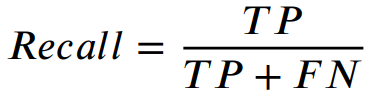 Recall = TP / (TP + FN)